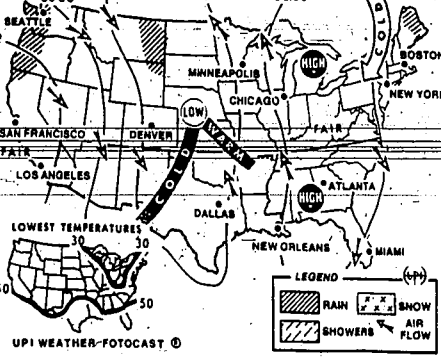 SEATTLE
COLD
BOSTON
HIGH
MINNEAPOLIS
NEW YORK
CHICAGO
LOW
WARM
FAIR
SAN FRANCISCO
DENVER
FAIR
LOS ANGELES
COLD
HIGH
ATLANTA
DALLAS
LOWEST TEMPERATURES
30
30
NEW ORLEANS
MIAMI
LEGEND
UPI
RAIN
SNOW
50
SHOWERS
AIR
FLOW
UPI WEATHER FOTOCAST ®